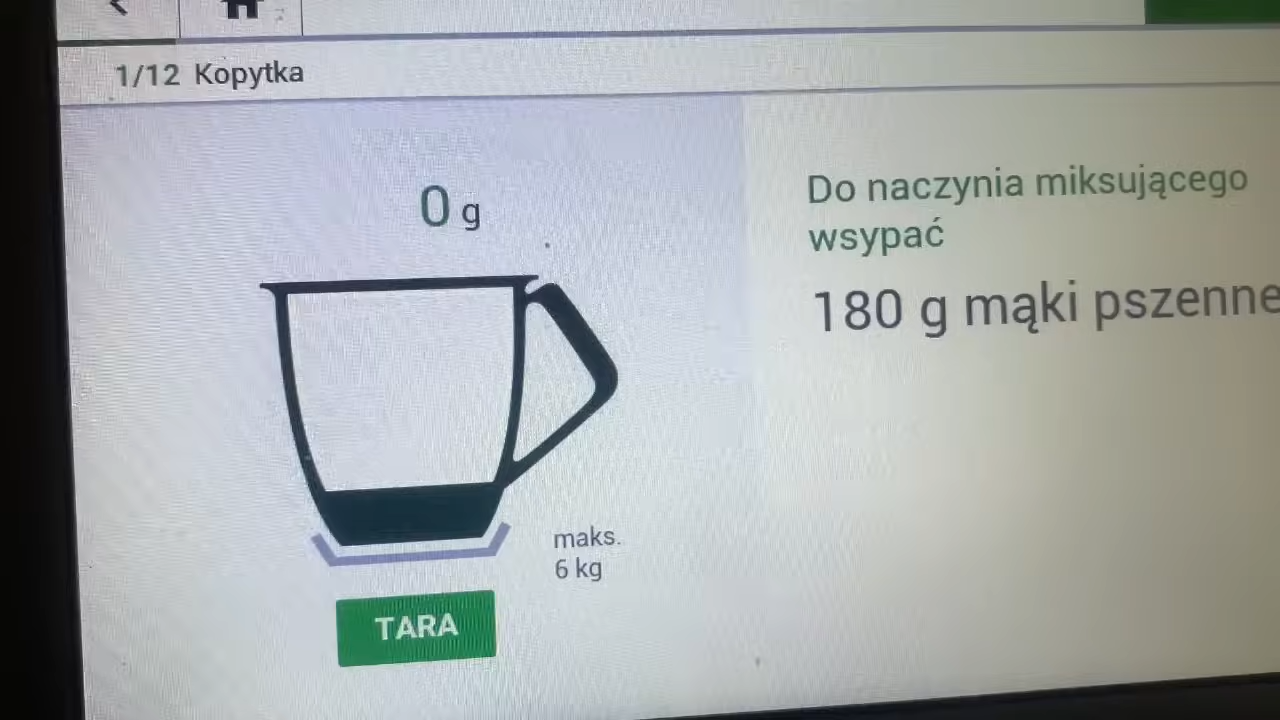 1/12 Kopytka
0 g
Do naczynia miksującego
wsypać
180 g mąki pszenne
maks.
6 kg
TARA